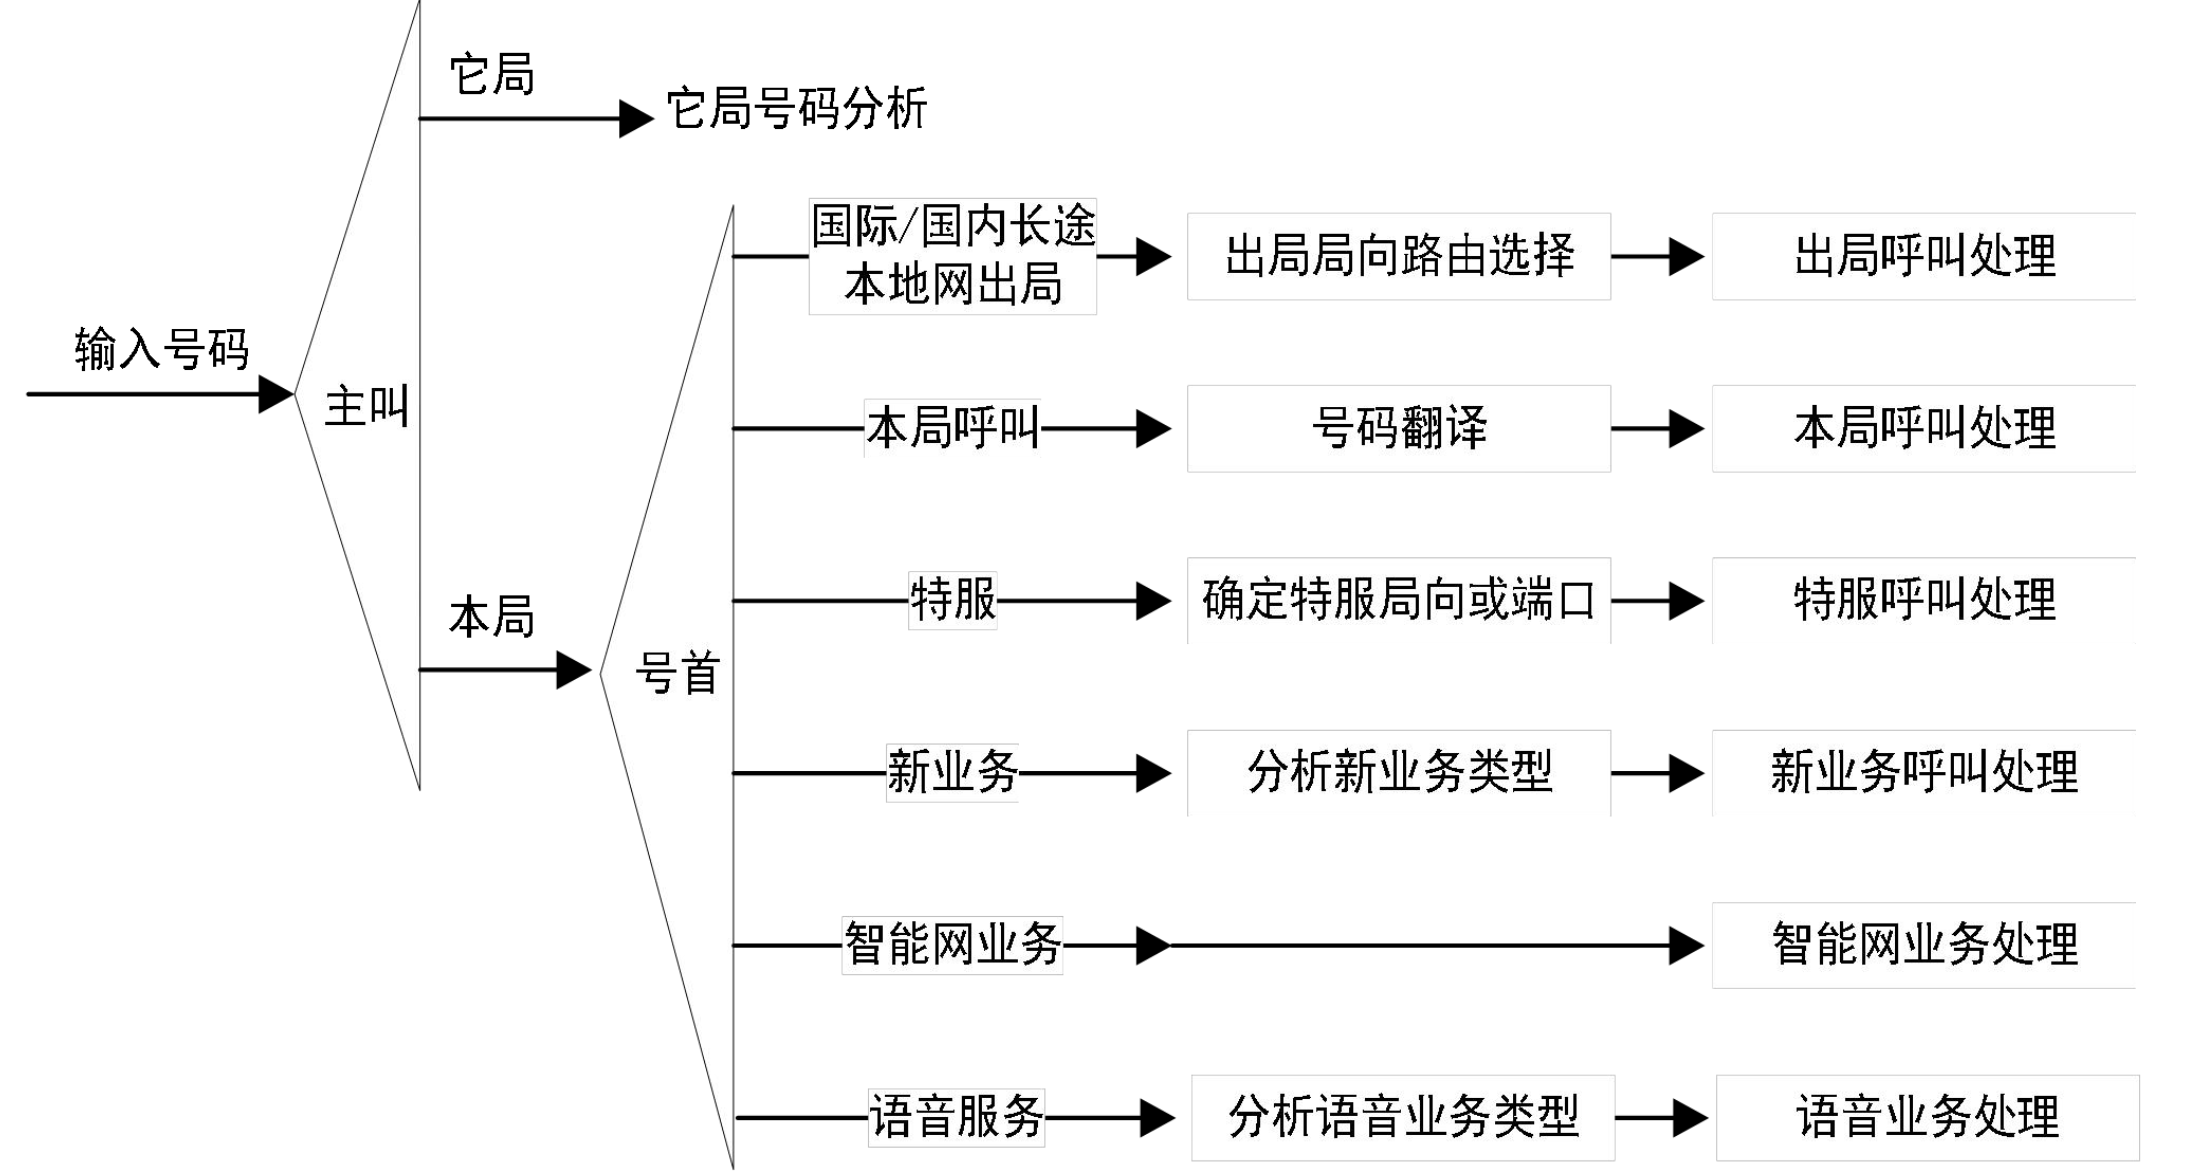 它局
它局号码分析
国际/国内长途
本地网出局
出局局向路由选择
出局呼叫处理
输入号码
主叫
本局呼叫
号码翻译
本局呼叫处理
本局
特服
确定特服局向或端口
特服呼叫处理
号首
新业务
分析新业务类型
新业务呼叫处理
智能网业务
智能网业务处理
语音服务
分析语音业务类型
语音业务处理